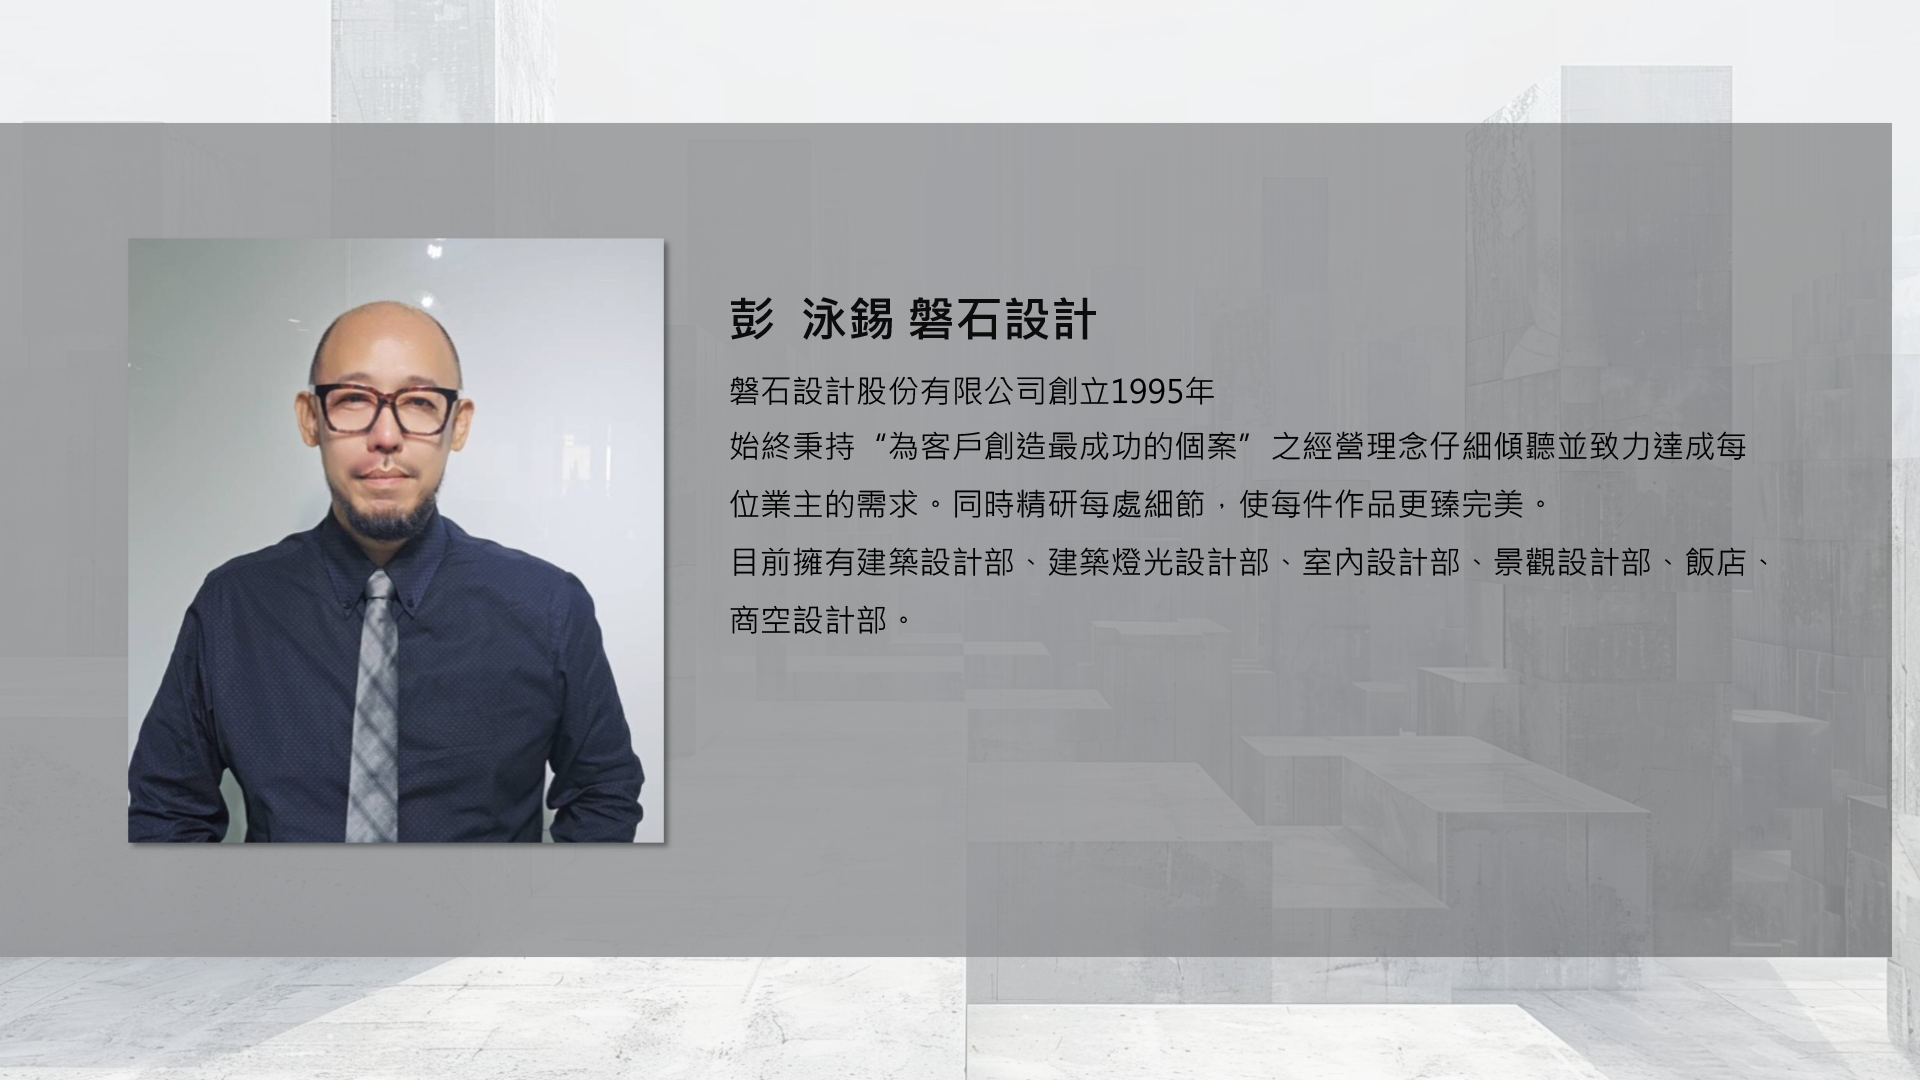 彭 泳錫 磐石設計
磐石設計股份有限公司創立1995年
始終秉持“為客戶創造最成功的個案”之經營理念仔細傾聽並致力達成每
位業主的需求。同時精研每處細節，使每件作品更臻完美。
目前擁有建築設計部、建築燈光設計部、室內設計部、景觀設計部、飯店、
商空設計部。